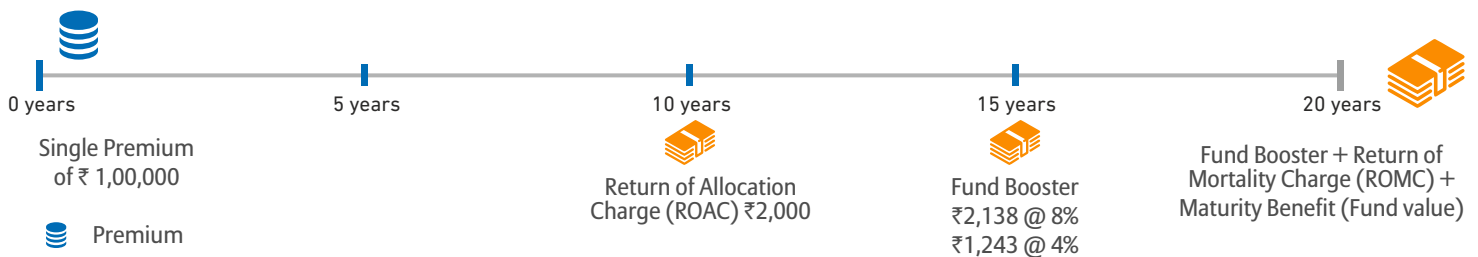 0 years
5 years
10 years
15 years
20 years
Single Premium
of ₹ 1,00,000
Premium
Return of Allocation
Charge (ROAC) ₹2,000
Fund Booster
₹2,138 @ 8%
₹1,243 @ 4%
Fund Booster + Return of
Mortality Charge (ROMC) +
Maturity Benefit (Fund value)